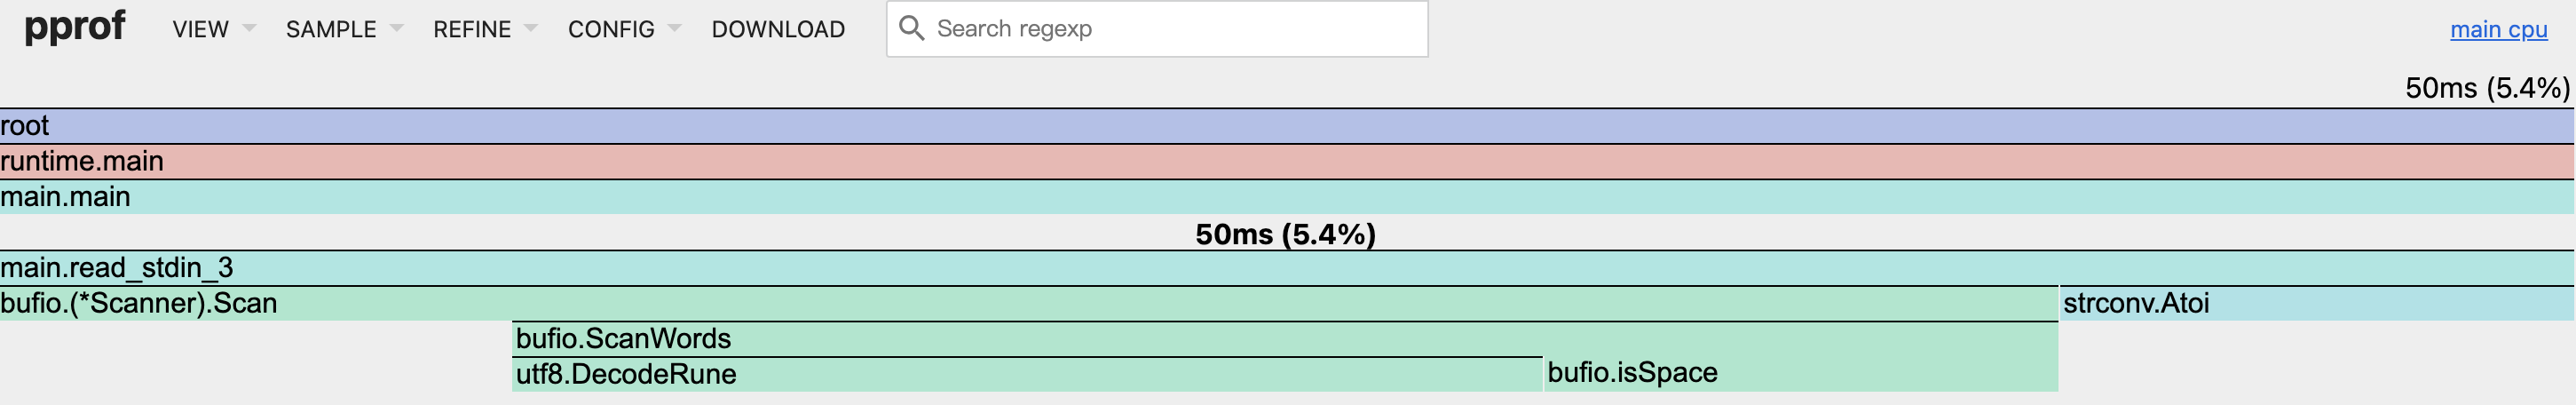 pprof VIEW SAMPLE REFINE CONFIG DOWNLOAD Search regexp main cpu
50ms (5.4%)
root
runtime.main
main.main
50ms (5.4%)
main.read_stdin_3
bufio.(*Scanner).Scan strconv.Atoi
bufio.ScanWords
utf8.DecodeRune bufio.isSpace